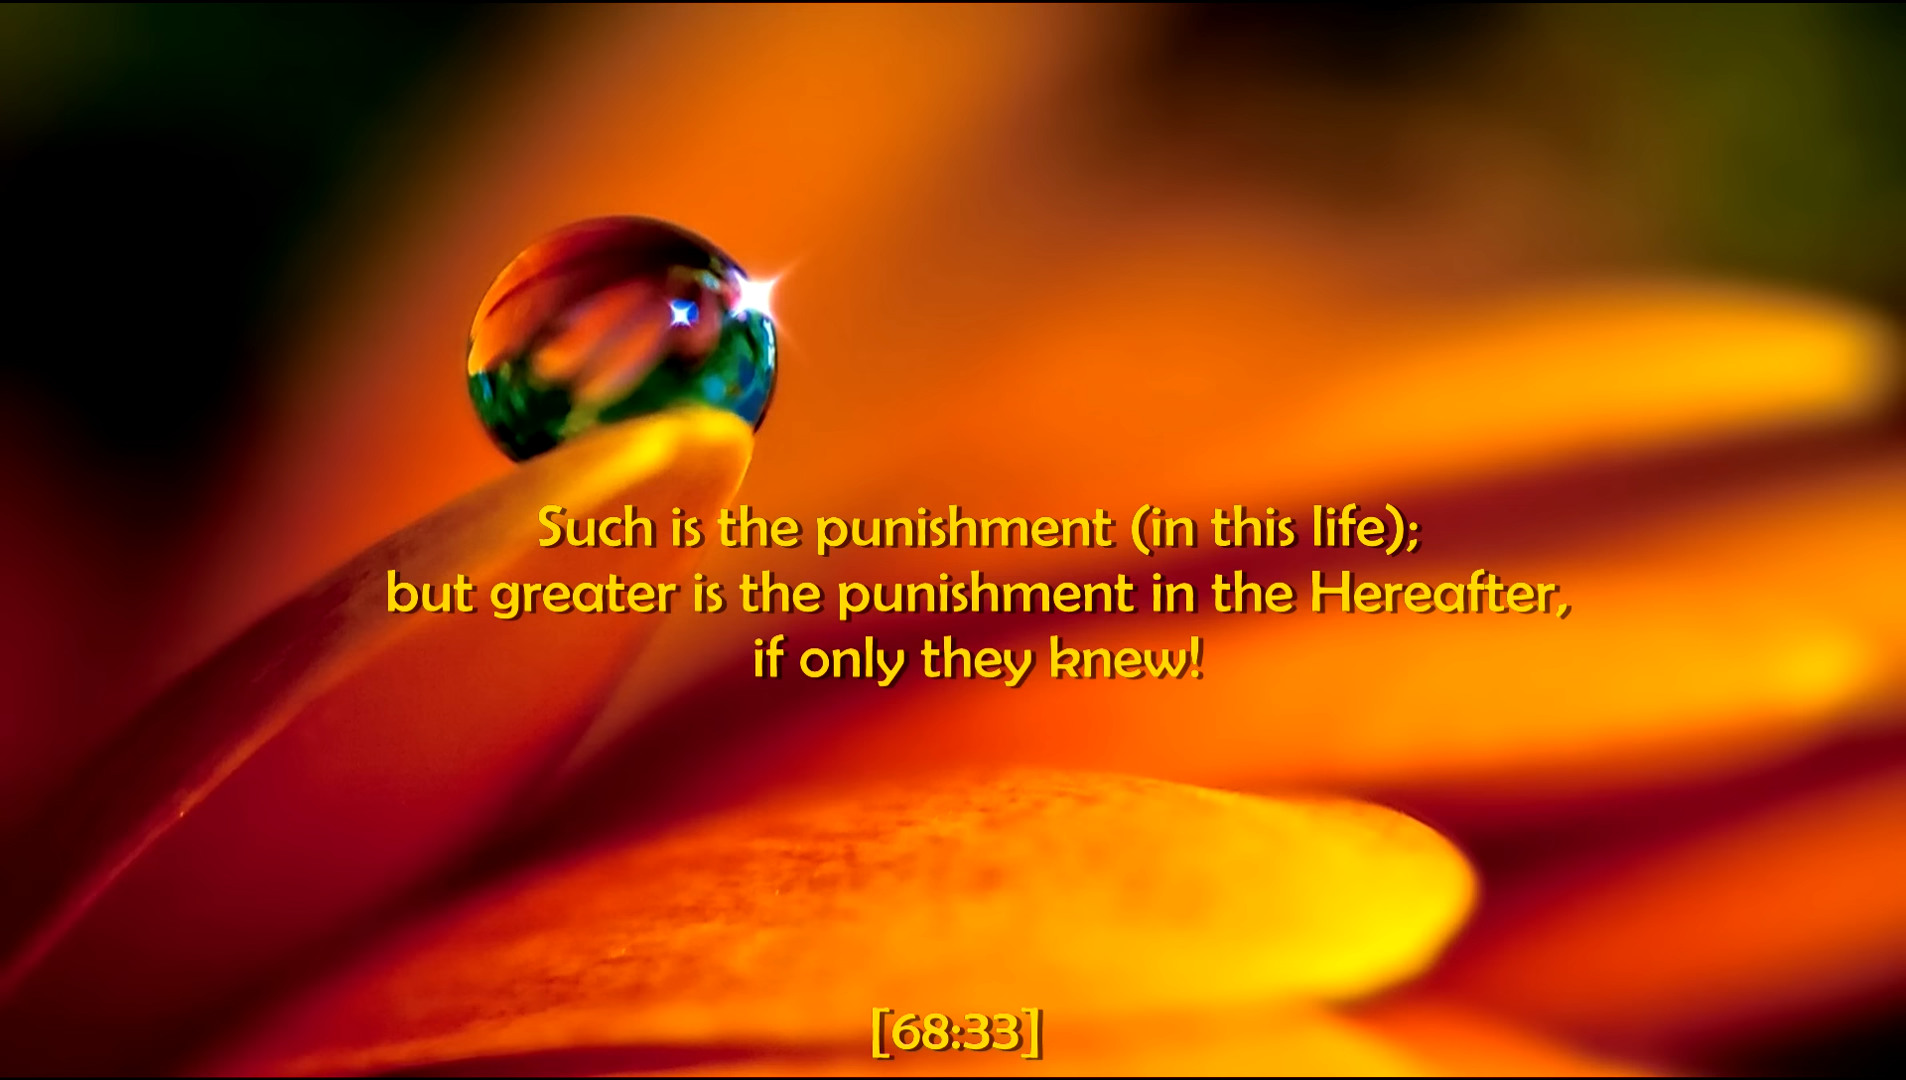 Such is the punishment (in this life);
but greater is the punishment in the Hereafter,
if only they knew!
[68:33]